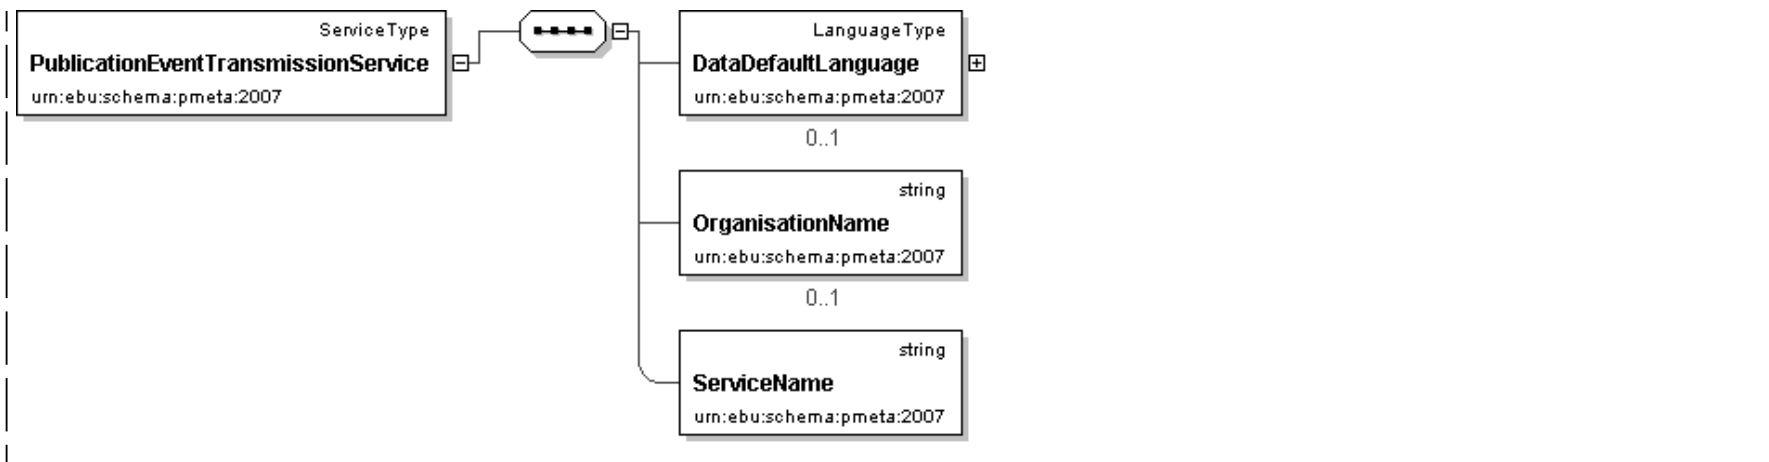 ServiceType
PublicationEventTransmissionService
urn:ebu:schema:pmeta:2007
LanguageType
DataDefaultLanguage
urn:ebu:schema:pmeta:2007
0..1
string
OrganisationName
urn:ebu:schema:pmeta:2007
0..1
string
ServiceName
urn:ebu:schema:pmeta:2007